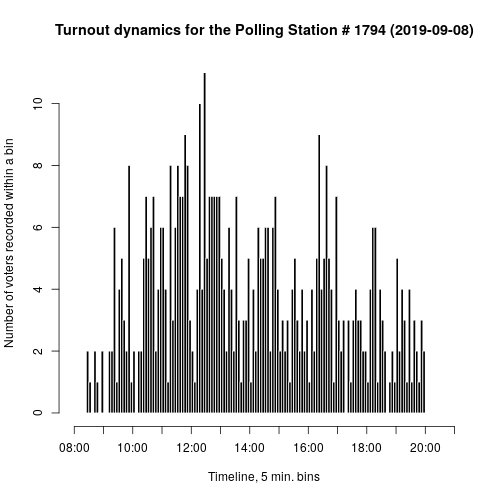 Turnout dynamics for the Polling Station # 1794 (2019-09-08)
Number of voters recorded within a bin
10
8
6
4
2
0
08:00 10:00 12:00 14:00 16:00 18:00 20:00
Timeline, 5 min. bins